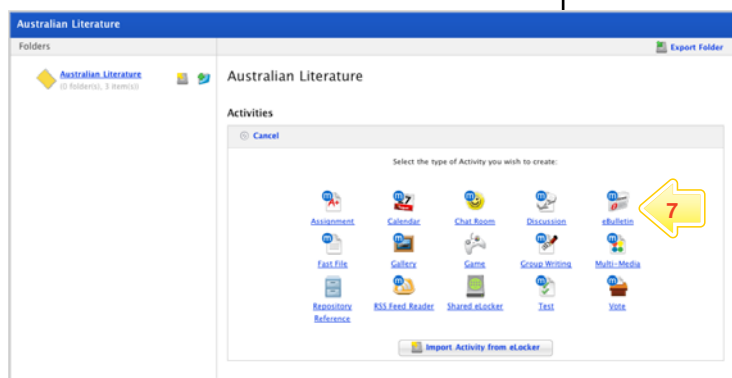 Australian Literature
Folders
Export Folder
Australian Literature
(0 folder(s), 3 item(s))
Australian Literature
Activities
Cancel
Select the type of Activity you wish to create:
Assignment Calendar Chat Room Discussion eBulletin
7
Fast File Gallery Game Group Writing Multi-Media
Repository Reference RSS Feed Reader Shared eLocker Test Vote
Import Activity from eLocker